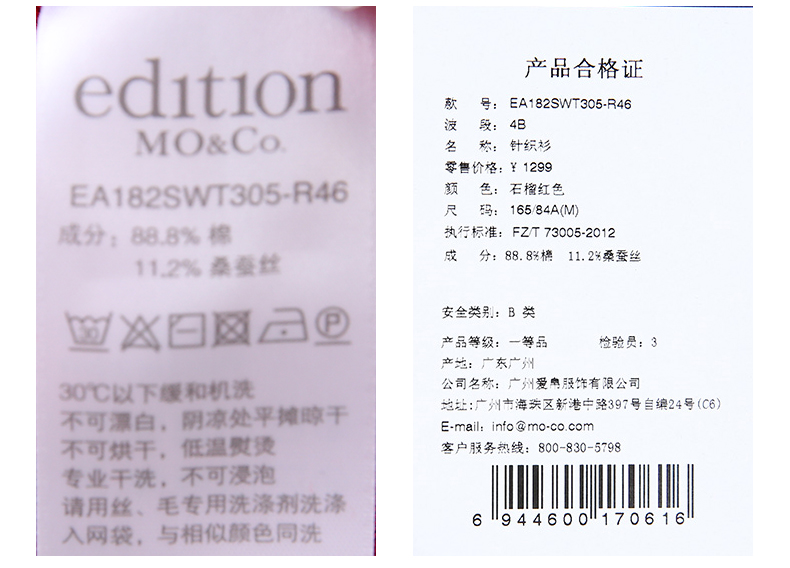 edition
MO&Co.
EA182SWT305-R46
成分：88.8% 棉
11.2% 桑蚕丝
30
P
30℃以下缓和机洗
不可漂白，阴凉处平摊晾干
不可烘干，低温熨烫
专业干洗，不可浸泡
请用丝、毛专用洗涤剂洗涤
入网袋，与相似颜色同洗
产品合格证
款 号：EA182SWT305-R46
波 段：4B
名 称：针织衫
零售价格：¥ 1299
颜 色：石榴红色
尺 码：165/84A(M)
执行标准：FZ/T 73005-2012
成 分：88.8%棉 11.2%桑蚕丝
安全类别：B 类
产品等级：一等品 检验员：3
产地：广东广州
公司名称：广州爱帛服饰有限公司
地址:广州市海珠区新港中路397号自编24号(C6)
E-mail：info@mo-co.com
客户服务热线：800-830-5798
6 944600 170616